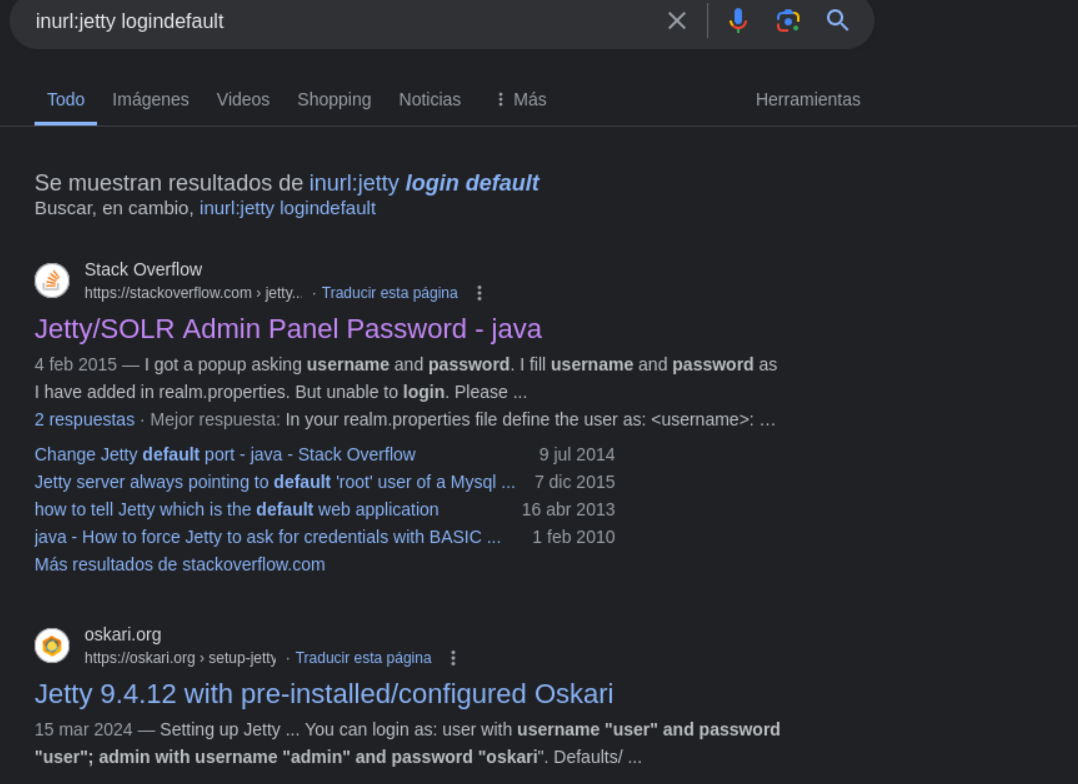 inurl:jetty logindefault
Todo Imágenes Videos Shopping Noticias Más Herramientas
Se muestran resultados de inurl:jetty login default
Buscar, en cambio, inurl:jetty logindefault
Stack Overflow
https://stackoverflow.com › jetty... · Traducir esta página
Jetty/SOLR Admin Panel Password - java
4 feb 2015 — I got a popup asking username and password. I fill username and password as
I have added in realm.properties. But unable to login. Please ...
2 respuestas · Mejor respuesta: In your realm.properties file define the user as: <username>: ...
Change Jetty default port - java - Stack Overflow 9 jul 2014
Jetty server always pointing to default 'root' user of a Mysql ... 7 dic 2015
how to tell Jetty which is the default web application 16 abr 2013
java - How to force Jetty to ask for credentials with BASIC ... 1 feb 2010
Más resultados de stackoverflow.com
oskari.org
https://oskari.org › setup-jetty · Traducir esta página
Jetty 9.4.12 with pre-installed/configured Oskari
15 mar 2024 — Setting up Jetty ... You can login as: user with username "user" and password
"user"; admin with username "admin" and password "oskari". Defaults/ ...